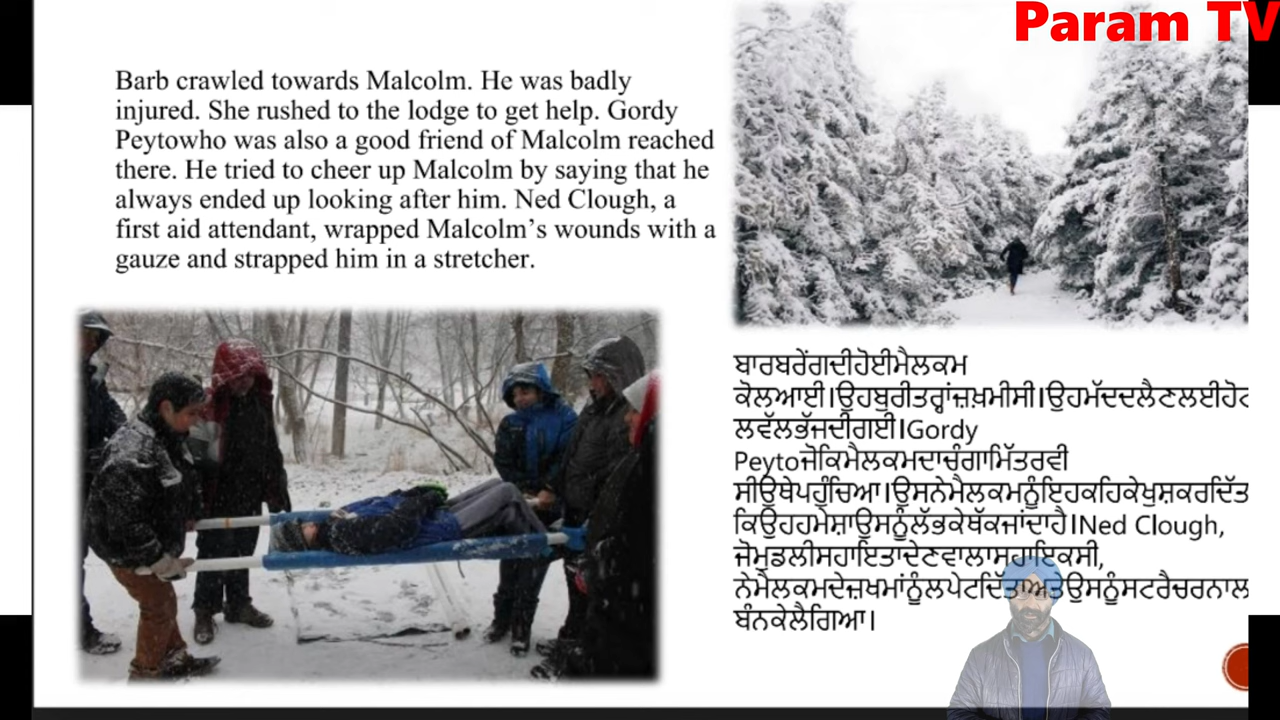 Param TV
Barb crawled towards Malcolm. He was badly
injured. She rushed to the lodge to get help. Gordy
Peytowho was also a good friend of Malcolm reached
there. He tried to cheer up Malcolm by saying that he
always ended up looking after him. Ned Clough, a
first aid attendant, wrapped Malcolm’s wounds with a
gauze and strapped him in a stretcher.
ਬਾਰਬਰੇਂਗਦੀਹੋਈਮੈਲਕਮ
ਕੋਲਆਈ।ਉਹਬੁਰੀਤਰ੍ਹਾਂਜ਼ਖ਼ਮੀਸੀ।ਉਹਮੱਦਦਲੈਣਲਈਹੋਟ
ਲਵੱਲਭੱਜਦੀਗਈ।Gordy
Peytoਜੋਕਿਮੈਲਕਮਦਾਚੰਗਾਮਿੱਤਰਵੀ
ਸੀਉਥੇਪਹੁੰਚਿਆ।ਉਸਨੇਮੈਲਕਮਨੂੰਇਹਕਹਿਕੇਖੁਸ਼ਕਰਦਿੱਤ
ਕਿਉਹਹਮੇਸ਼ਾਉਸਨੂੰਲੱਭਕੇਥੱਕਜਾਂਦਾਹੈ।Ned Clough,
ਜੋਮੁਡਲੀਸਹਾਇਤਾਦੇਣਵਾਲਾਸਹਾਇਕਸੀ,
ਨੇਮੈਲਕਮਦੇਜ਼ਖਮਾਂਨੂੰਲਪੇਟਦਿੱਤਾਅਤੇਉਸਨੂੰਸਟਰੈਚਰਨਾਲ
ਬੰਨਕੇਲੈਗਿਆ।